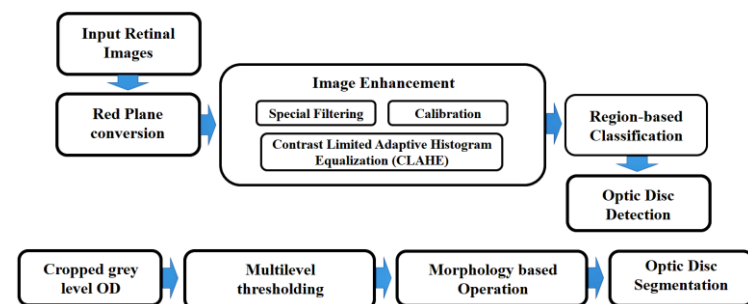 Input Retinal
Images
Red Plane
conversion
Image Enhancement
Special Filtering
Calibration
Contrast Limited Adaptive Histogram
Equalization (CLAHE)
Region-based
Classification
Optic Disc
Detection
Cropped grey
level OD
Multilevel
thresholding
Morphology based
Operation
Optic Disc
Segmentation